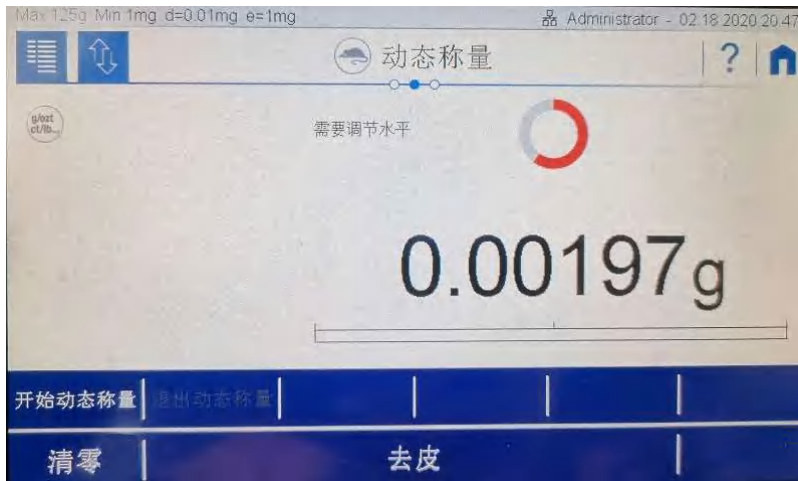 Max 125g Min 1mg d=0.01mg e=1mg Administrator - 02 18 2020 20:47
动态称量 ?
g/ozt
ct/lb...
需要调节水平
0.00197g
开始动态称量 退出动态称量
清零 去皮